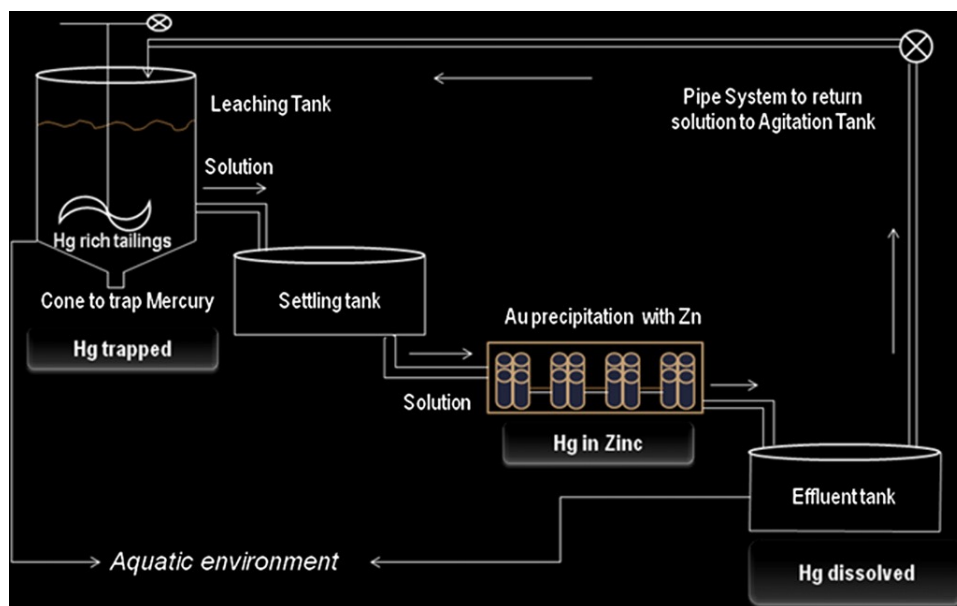 Leaching Tank
Pipe System to return
solution to Agitation Tank
Solution
Hg rich tailings
Cone to trap Mercury
Hg trapped
Settling tank
Au precipitation with Zn
Solution
Hg in Zinc
Effluent tank
Aquatic environment
Hg dissolved